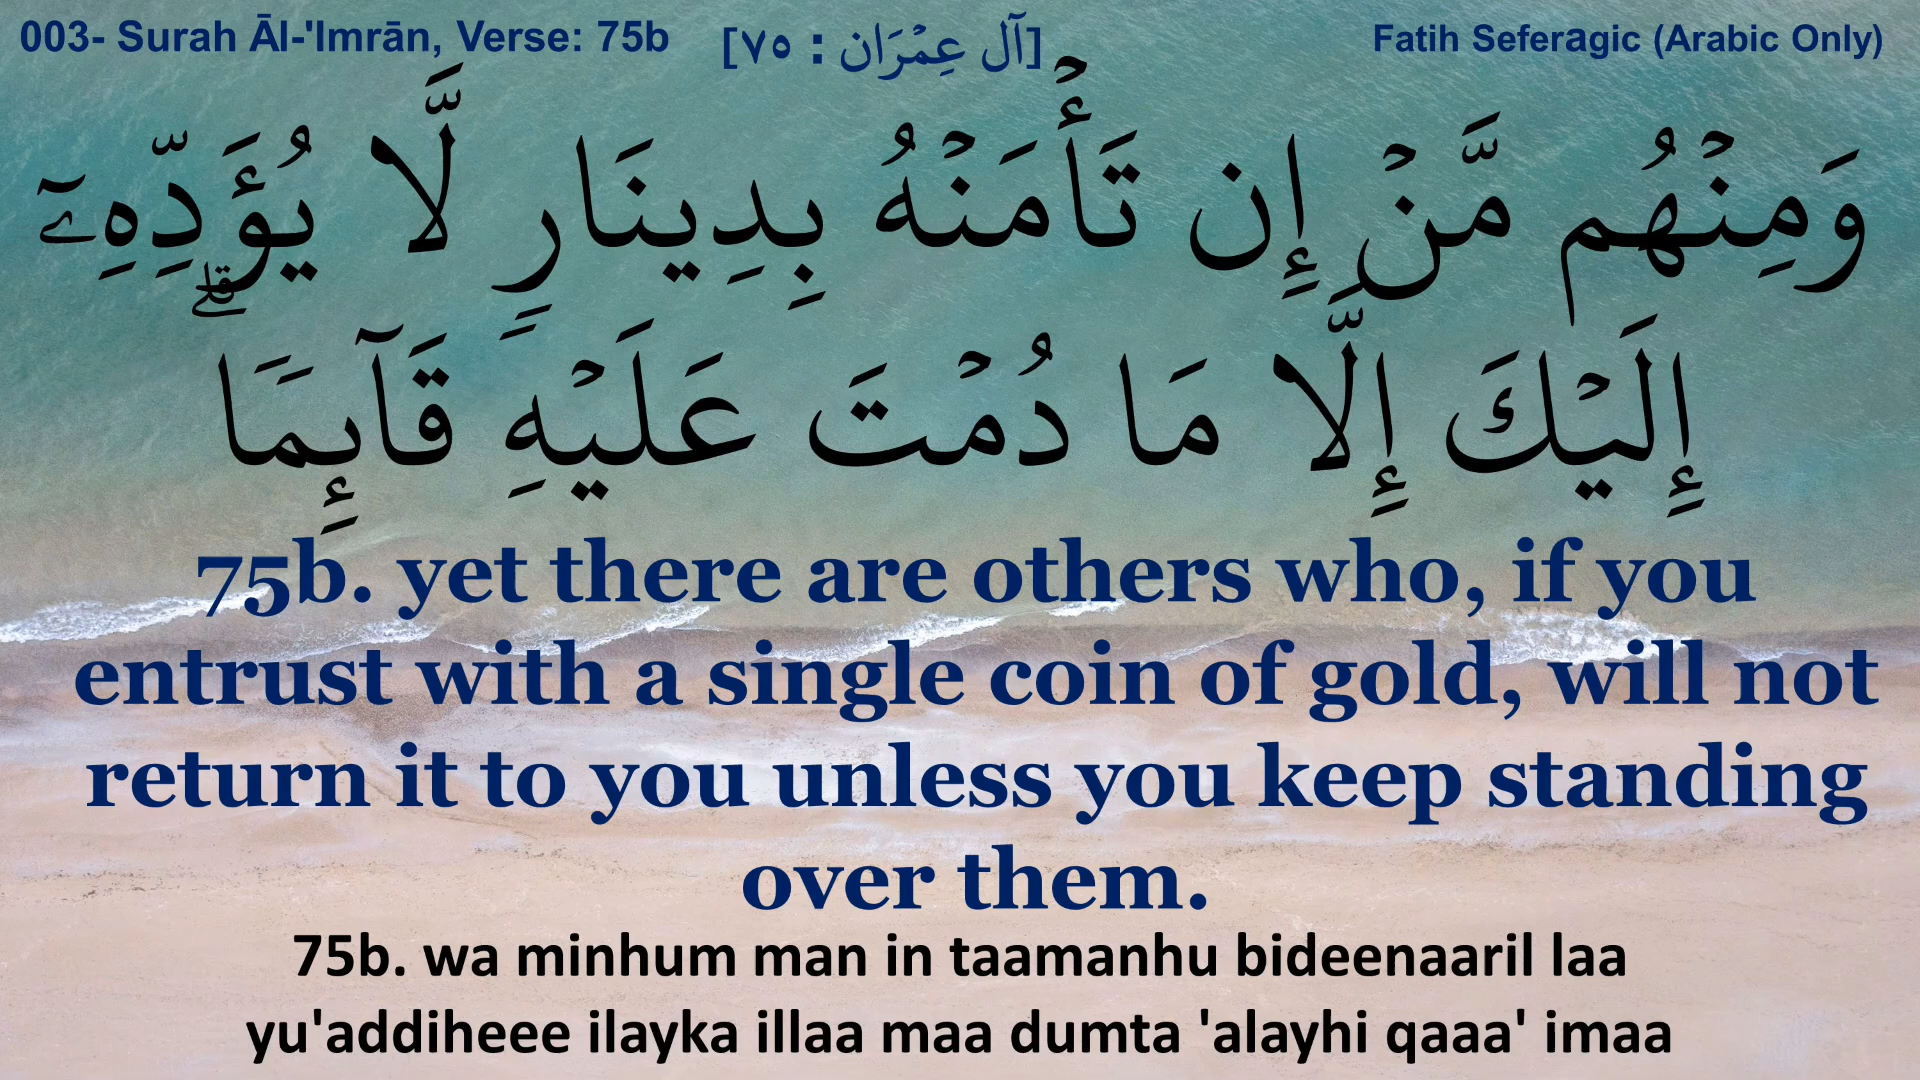 003- Surah Āl-'Imrān, Verse: 75b
[آل عِمۡرَان : ٧٥]
Fatih Seferagic (Arabic Only)
وَمِنۡهُم مَّنۡ إِن تَأۡمَنۡهُ بِدِينَارٖ لَّا يُؤَدِّهِۦٓ
إِلَيۡكَ إِلَّا مَا دُمۡتَ عَلَيۡهِ قَآئِمٗاۗ
75b. yet there are others who, if you
entrust with a single coin of gold, will not
return it to you unless you keep standing
over them.
75b. wa minhum man in taamanhu bideenaaril laa
yu'addiheee ilayka illaa maa dumta 'alayhi qaaa' imaa